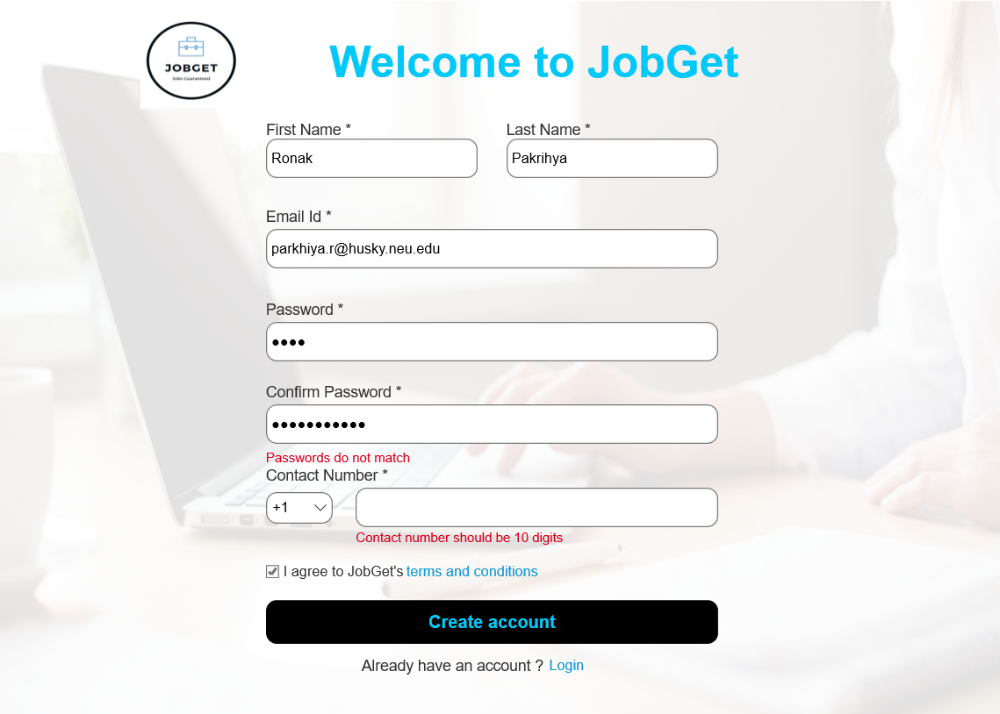 JOBGET
Jobs Guaranteed
Welcome to JobGet
First Name * Last Name *
Ronak Pakrihya
Email Id *
parkhiya.r@husky.neu.edu
Password *
••••
Confirm Password *
•••••••••••
Passwords do not match
Contact Number *
+1
Contact number should be 10 digits
I agree to JobGet's terms and conditions
Create account
Already have an account ? Login